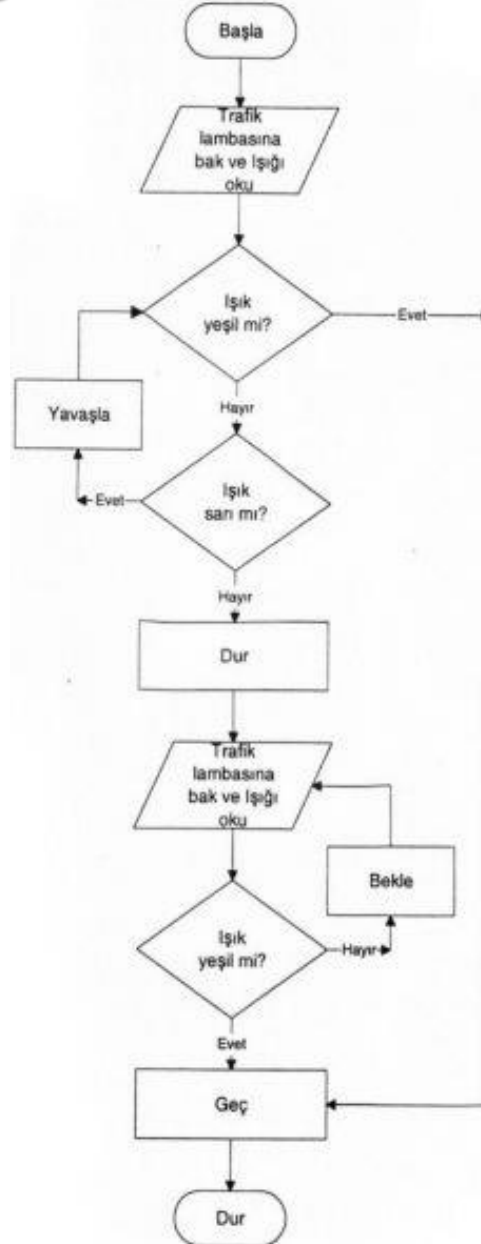 Başla
Trafik
lambasına
bak ve Işığı
oku
Işık
yeşil mi?
Evet
Yavaşla
Hayır
Evet
Işık
sarı mı?
Hayır
Dur
Trafik
lambasına
bak ve Işığı
oku
Bekle
Işık
yeşil mi?
Hayır
Evet
Geç
Dur